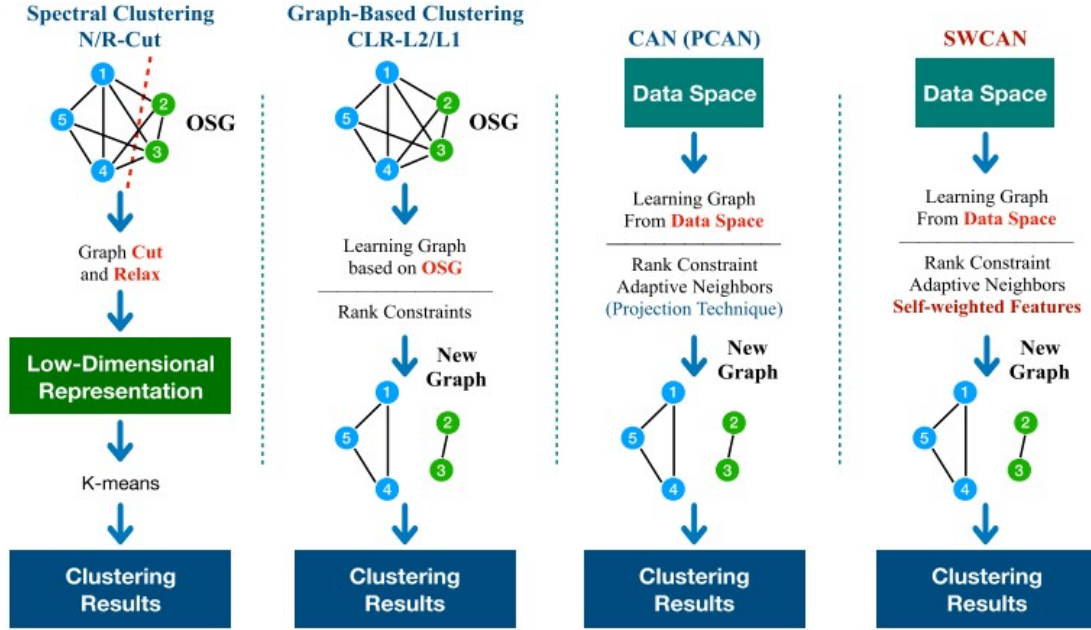 Spectral Clustering
N/R-Cut
1
2
5
3
4
OSG
Graph Cut
and Relax
Low-Dimensional
Representation
K-means
Clustering
Results
Graph-Based Clustering
CLR-L2/L1
1
2
5
3
4
OSG
Learning Graph
based on OSG
Rank Constraints
New
Graph
1
2
5
3
4
Clustering
Results
CAN (PCAN)
Data Space
Learning Graph
From Data Space
Rank Constraint
Adaptive Neighbors
(Projection Technique)
New
Graph
1
2
5
3
4
Clustering
Results
SWCAN
Data Space
Learning Graph
From Data Space
Rank Constraint
Adaptive Neighbors
Self-weighted Features
New
Graph
1
2
5
3
4
Clustering
Results